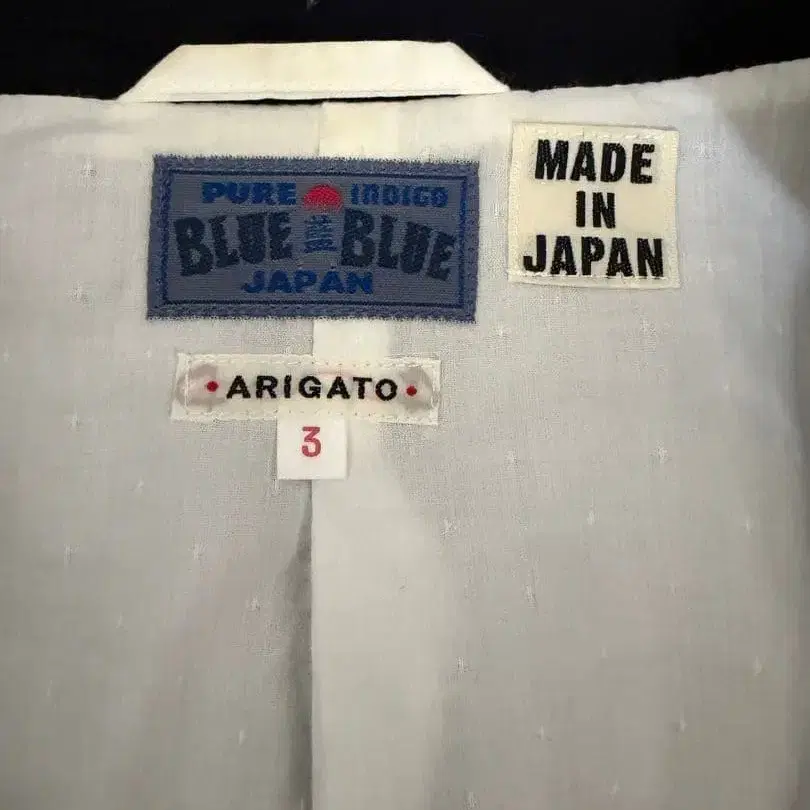 PURE INDIGO
BLUE BLUE
JAPAN
MADE
IN
JAPAN
• ARIGATO •
3